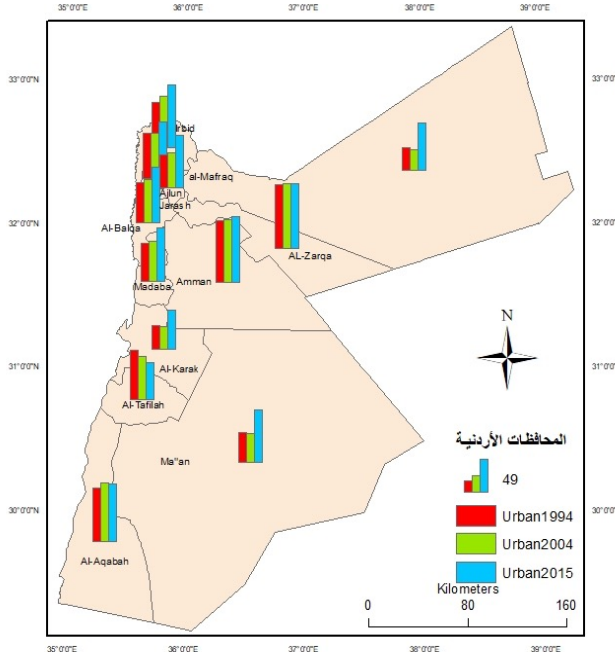 35°0'0"E 36°0'0"E 37°0'0"E 38°0'0"E 39°0'0"E
33°0'0"N 33°0'0"N
Irbid
al-Mafraq
Ajlun
Jarash
32°0'0"N 32°0'0"N
Al-Balqa
AL-Zarqa
Madaba Amman
N
31°0'0"N 31°0'0"N
Al-Karak
Al-Tafilah
المحافظات الأردنية
Ma"an
49
30°0'0"N 30°0'0"N
Urban1994
Urban2004
Al-Aqabah
Urban2015
Kilometers
0 80 160
35°0'0"E 36°0'0"E 37°0'0"E 38°0'0"E 39°0'0"E